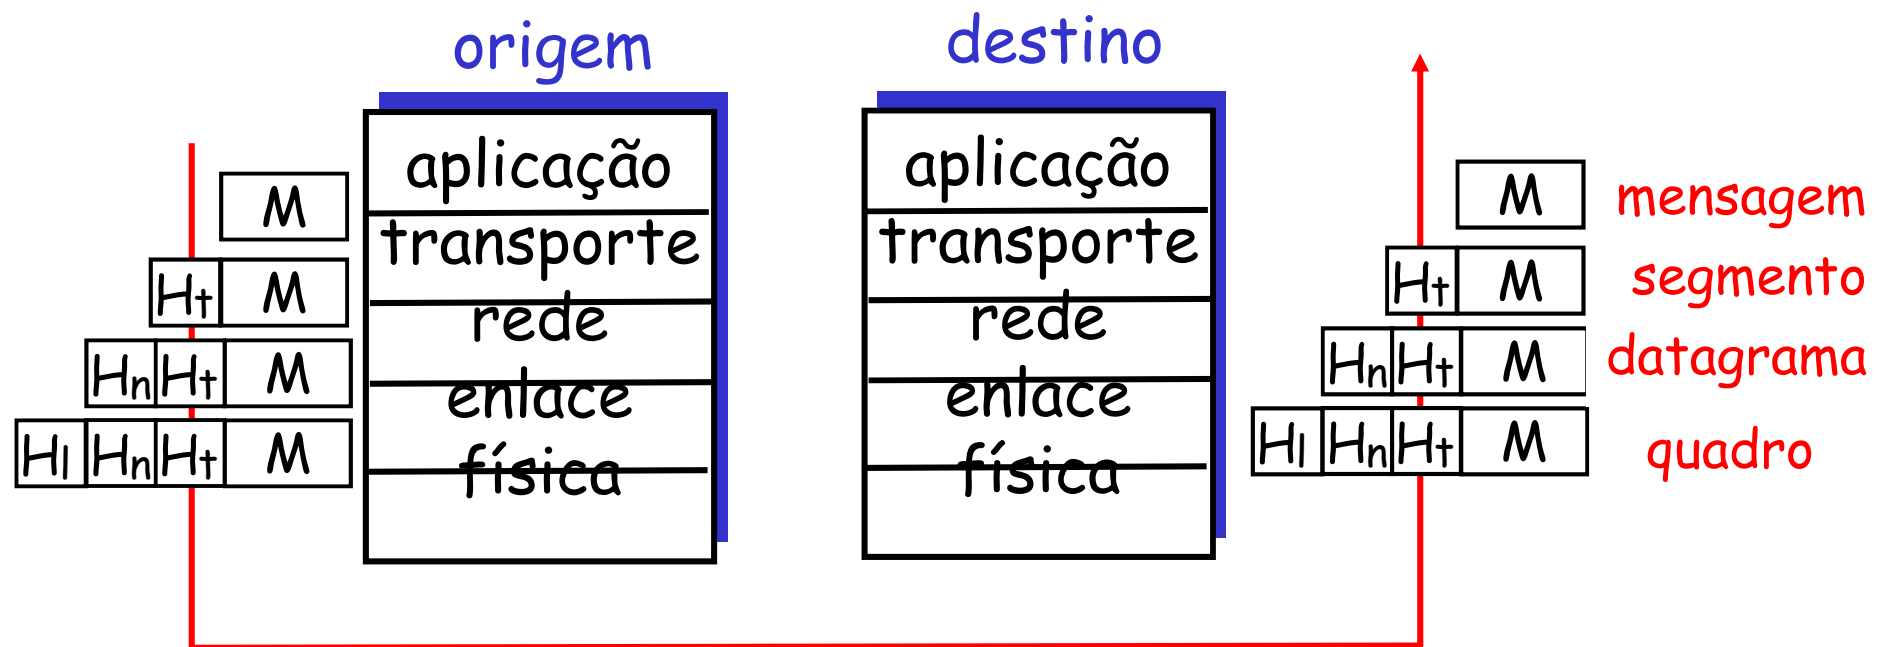 origem
destino
M
aplicação
aplicação
M
mensagem
Ht M
transporte
transporte
Ht M
segmento
Hn Ht M
rede
rede
Hn Ht M
datagrama
Hl Hn Ht M
enlace
enlace
Hl Hn Ht M
quadro
física
física